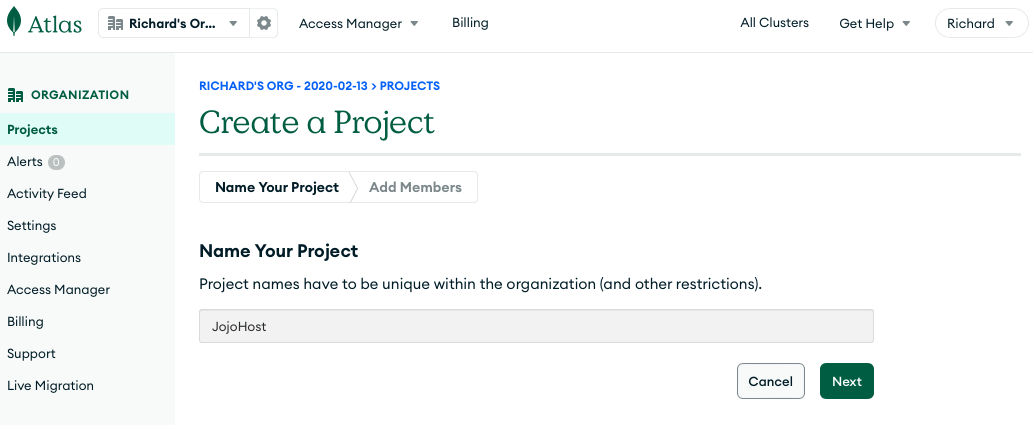 Atlas
Richard's Or...
Access Manager
Billing
All Clusters
Get Help
Richard
ORGANIZATION
Projects
Alerts 0
Activity Feed
Settings
Integrations
Access Manager
Billing
Support
Live Migration
RICHARD'S ORG - 2020-02-13 > PROJECTS
Create a Project
Name Your Project
Add Members
Name Your Project
Project names have to be unique within the organization (and other restrictions).
JojoHost
Cancel
Next